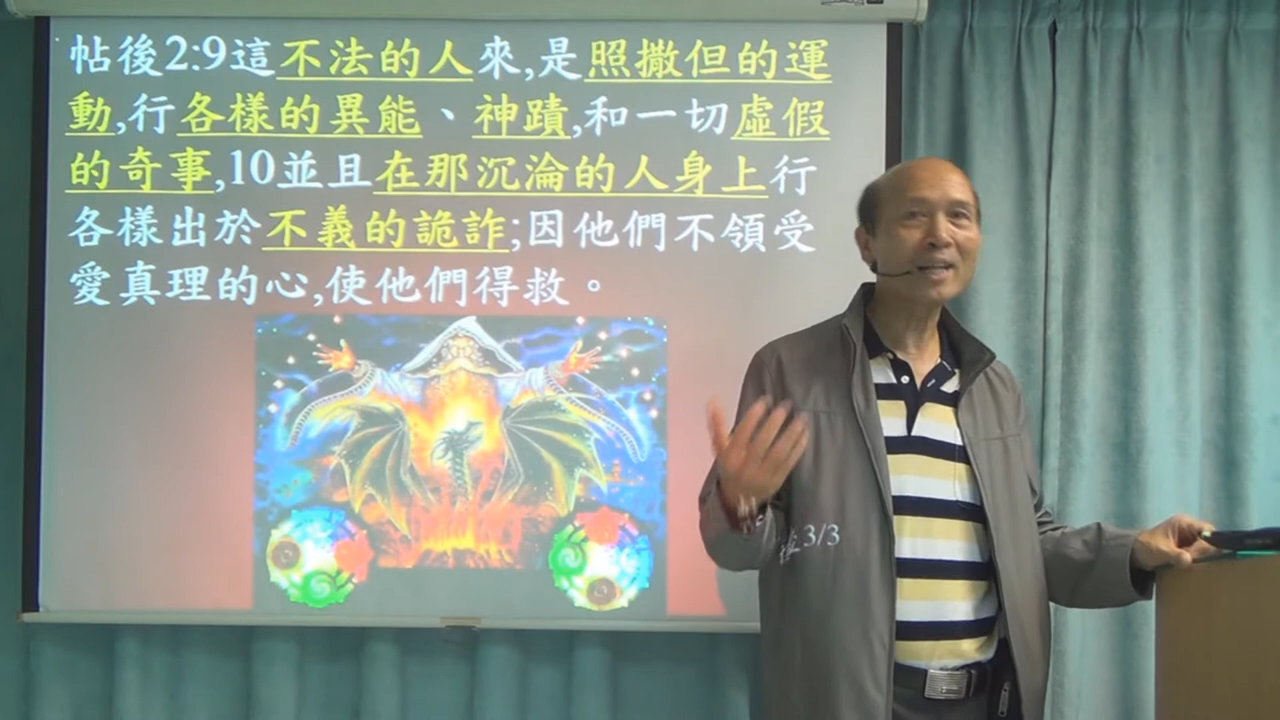 帖後2:9這不法的人來,是照撒但的運
動,行各樣的異能、神蹟,和一切虛假
的奇事,10並且在那沉淪的人身上行
各樣出於不義的詭詐;因他們不領受
愛真理的心,使他們得救。
3/3